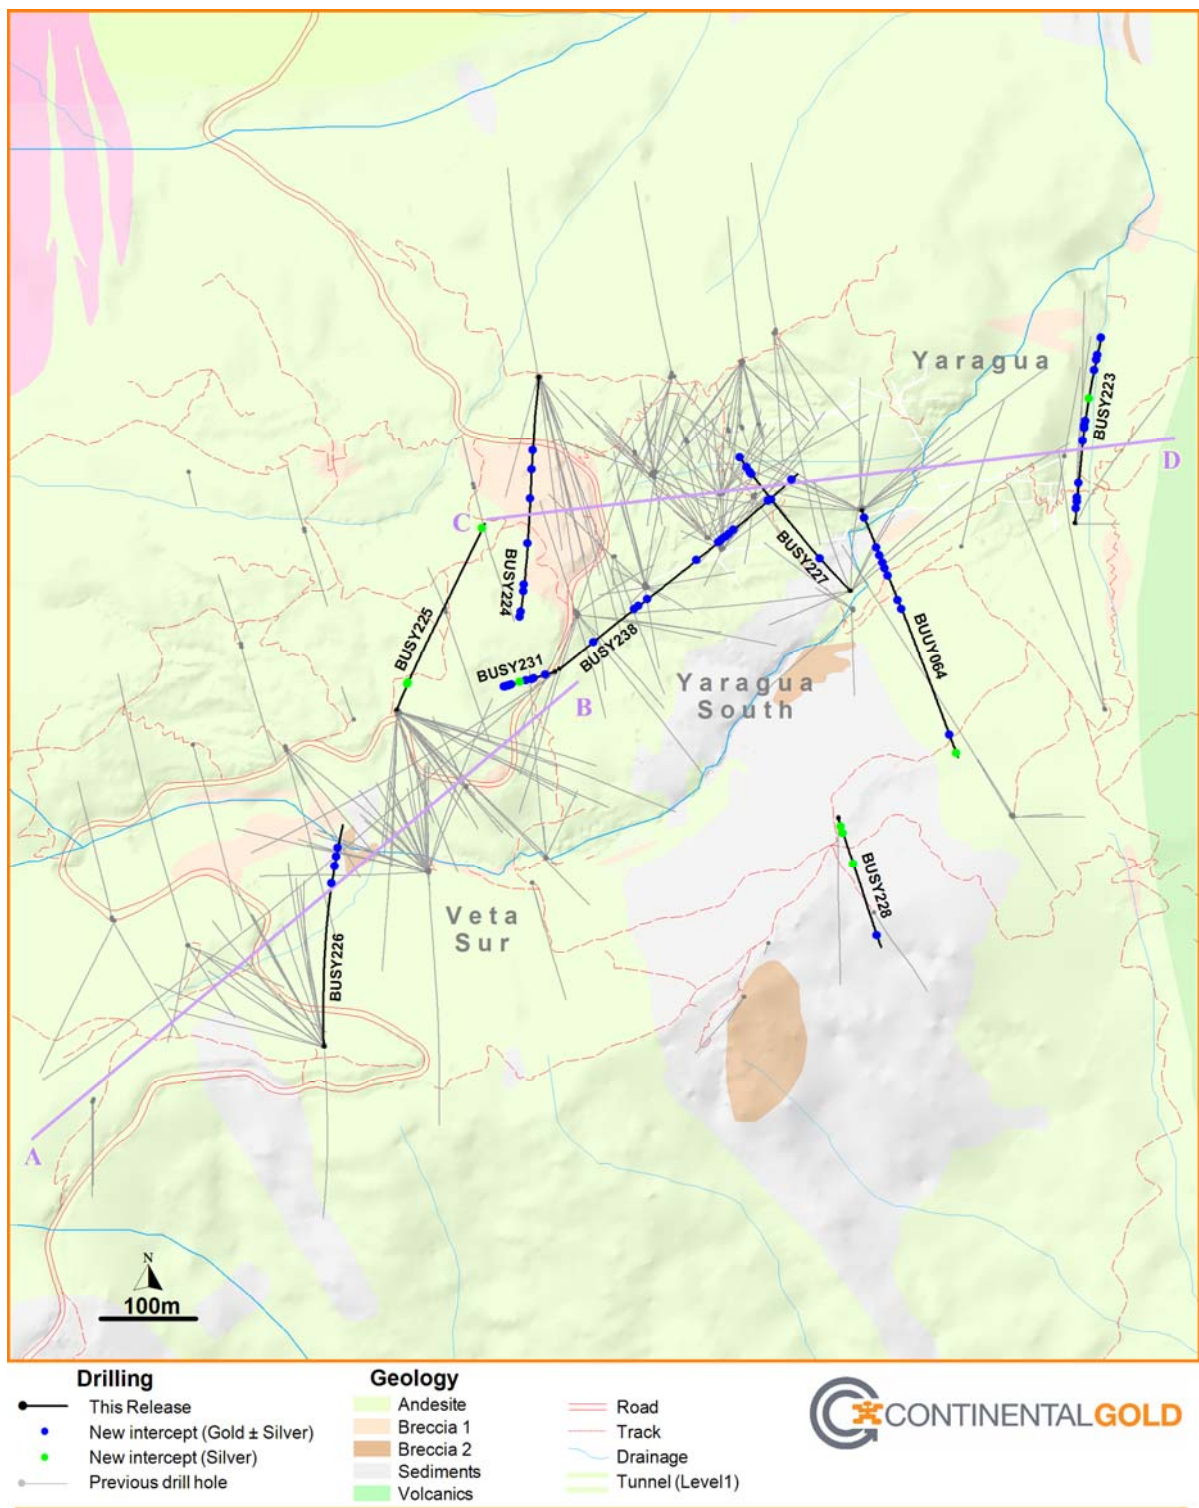 Yaragua
BUSY223
D
C
BUSY224
BUSY227
BUSY225
BUSY238
BUUY064
BUSY231
B
Yaragua
South
BUSY228
Veta
Sur
BUSY226
A
N
100m
Drilling
This Release
New intercept (Gold ± Silver)
New intercept (Silver)
Previous drill hole
Geology
Andesite
Breccia 1
Breccia 2
Sediments
Volcanics
Road
Track
Drainage
Tunnel (Level1)
CONTINENTALGOLD